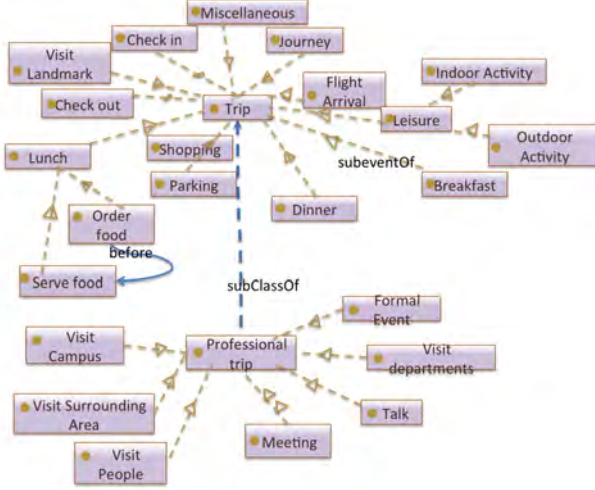 Miscellaneous
Check in
Journey
Visit
Landmark
Flight
Arrival
Indoor Activity
Check out
Trip
Leisure
Outdoor
Activity
Lunch
Shopping
subeventOf
Parking
Breakfast
Order
food
Dinner
before
Serve food
subClassOf
Formal
Event
Visit
Campus
Professional
trip
Visit
departments
Visit Surrounding
Area
Talk
Meeting
Visit
People